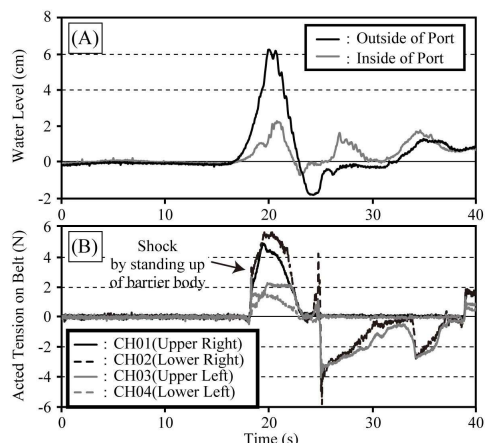 (A)
: Outside of Port
: Inside of Port
Water Level (cm)
8
6
4
2
0
-2
0 10 20 30 40
(B)
Shock
by standing up
of barrier body
: CH01(Upper Right)
: CH02(Lower Right)
: CH03(Upper Left)
: CH04(Lower Left)
Acted Tension on Belt (N)
6
4
2
0
-2
-4
-6
0 10 20 30 40
Time (s)